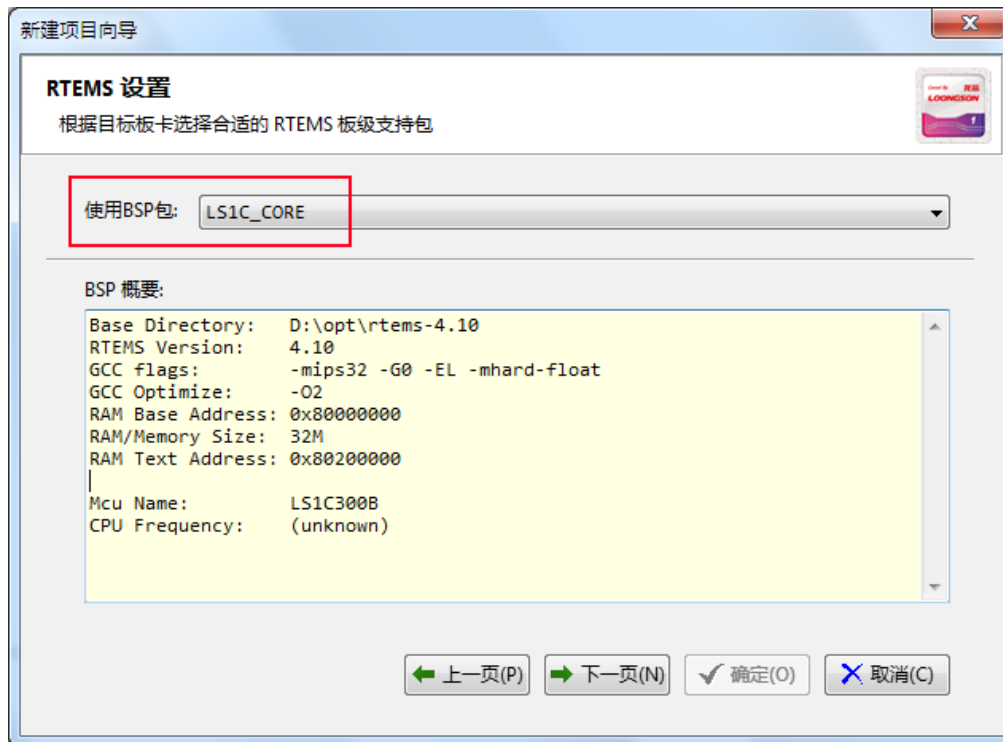 新建项目向导
RTEMS 设置
根据目标板卡选择合适的 RTEMS 板级支持包
LOONGSON
1
使用BSP包: LS1C_CORE
BSP 概要:
Base Directory: D:\opt\rtems-4.10
RTEMS Version: 4.10
GCC flags: -mips32 -G0 -EL -mhard-float
GCC Optimize: -O2
RAM Base Address: 0x80000000
RAM/Memory Size: 32M
RAM Text Address: 0x80200000
Mcu Name: LS1C300B
CPU Frequency: (unknown)
上一页(P) 下一页(N) 确定(O) 取消(C)